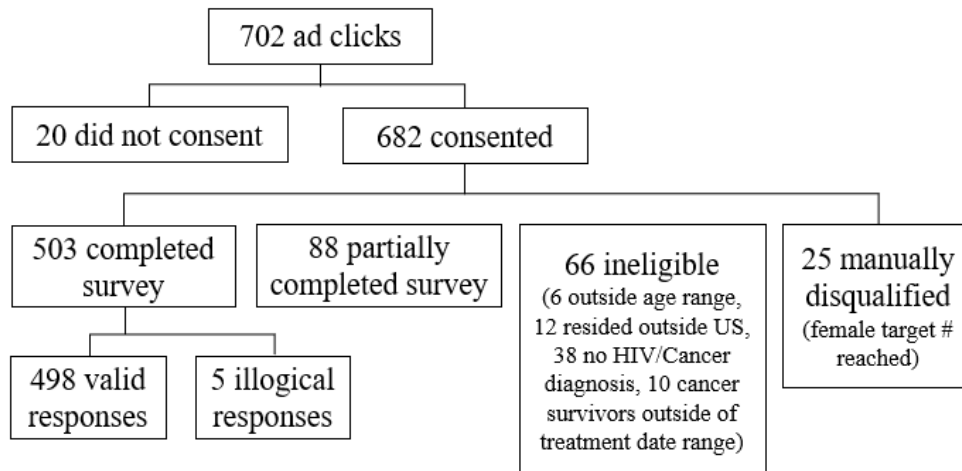 702 ad clicks
20 did not consent
682 consented
503 completed
survey
88 partially
completed survey
66 ineligible
(6 outside age range,
12 resided outside US,
38 no HIV/Cancer
diagnosis, 10 cancer
survivors outside of
treatment date range)
25 manually
disqualified
(female target #
reached)
498 valid
responses
5 illogical
responses